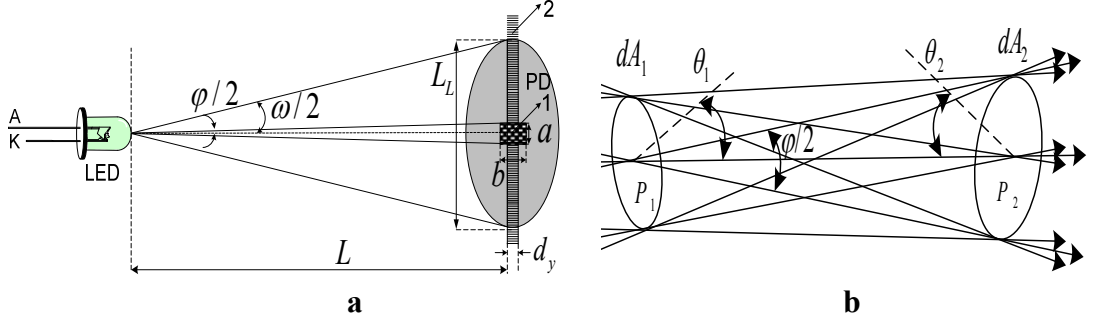 2
φ/2
ω/2
L_L
PD
1
a
A
K
LED
b
L
d_y
a
dA_1
θ_1
θ_2
dA_2
φ/2
P_1
P_2
b